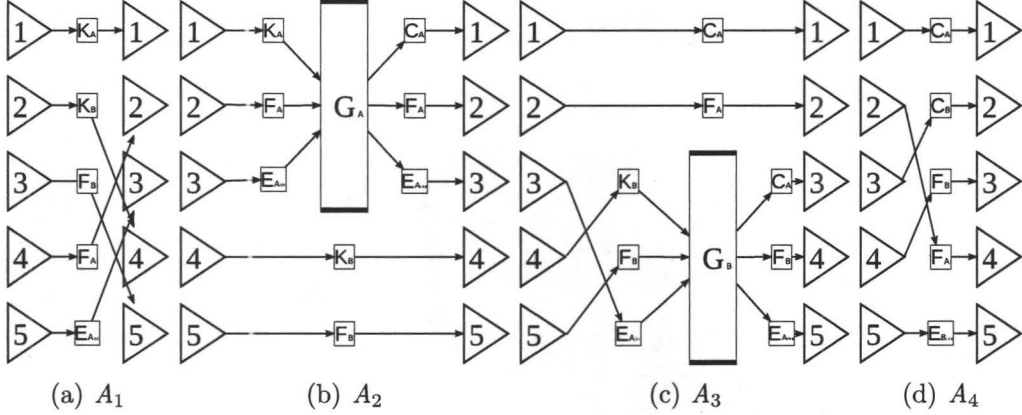 1 K_A 1 1 K_A C_A 1 1 C_A 1 1 C_A 1
2 K_B 2 2 F_A G_A F_A 2 2 F_A 2 2 C_B 2
3 F_B 3 3 3 3 K_B C_A 3 3 F_B 3
4 F_A 4 4 K_B 4 4 F_B G_B F_B 4 4 F_A 4
5 5 5 F_B 5 5 5 5 5
(a) A_1 (b) A_2 (c) A_3 (d) A_4